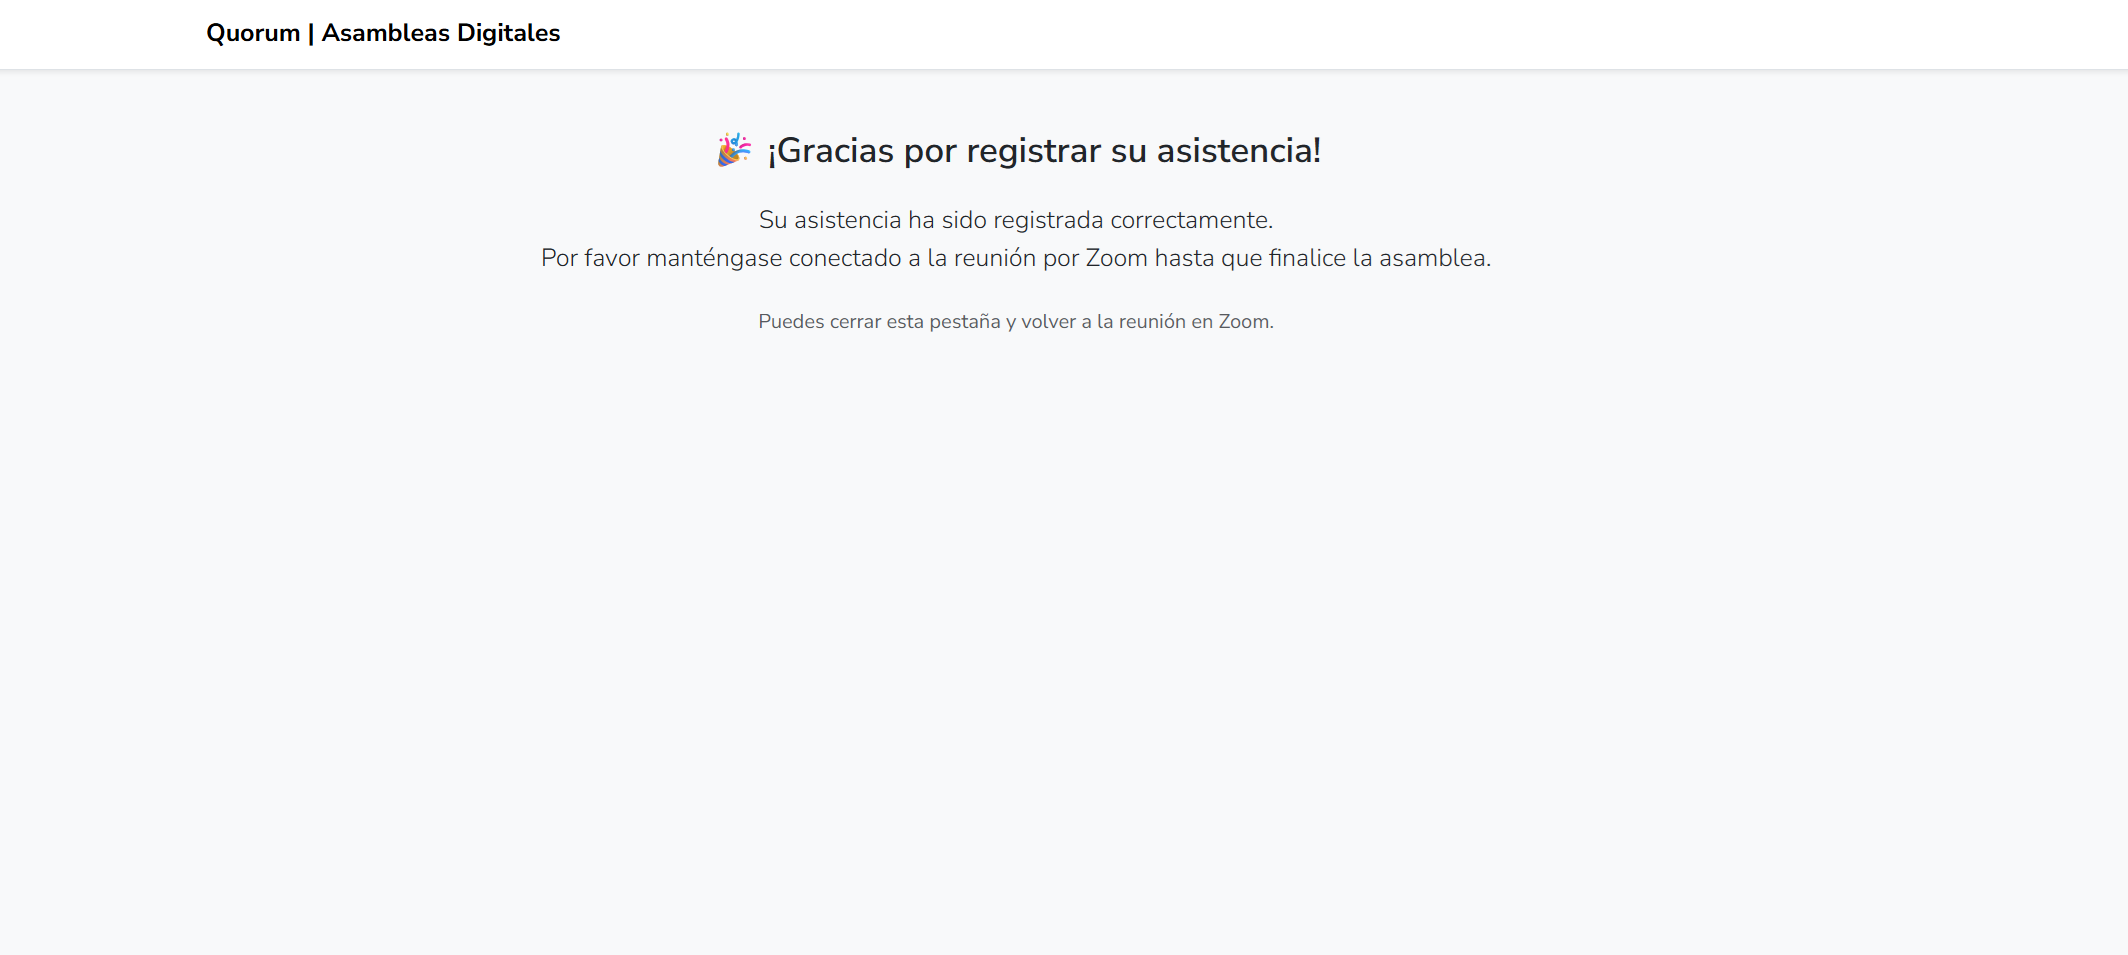 Quorum | Asambleas Digitales
🎉 ¡Gracias por registrar su asistencia!
Su asistencia ha sido registrada correctamente.
Por favor manténgase conectado a la reunión por Zoom hasta que finalice la asamblea.
Puedes cerrar esta pestaña y volver a la reunión en Zoom.